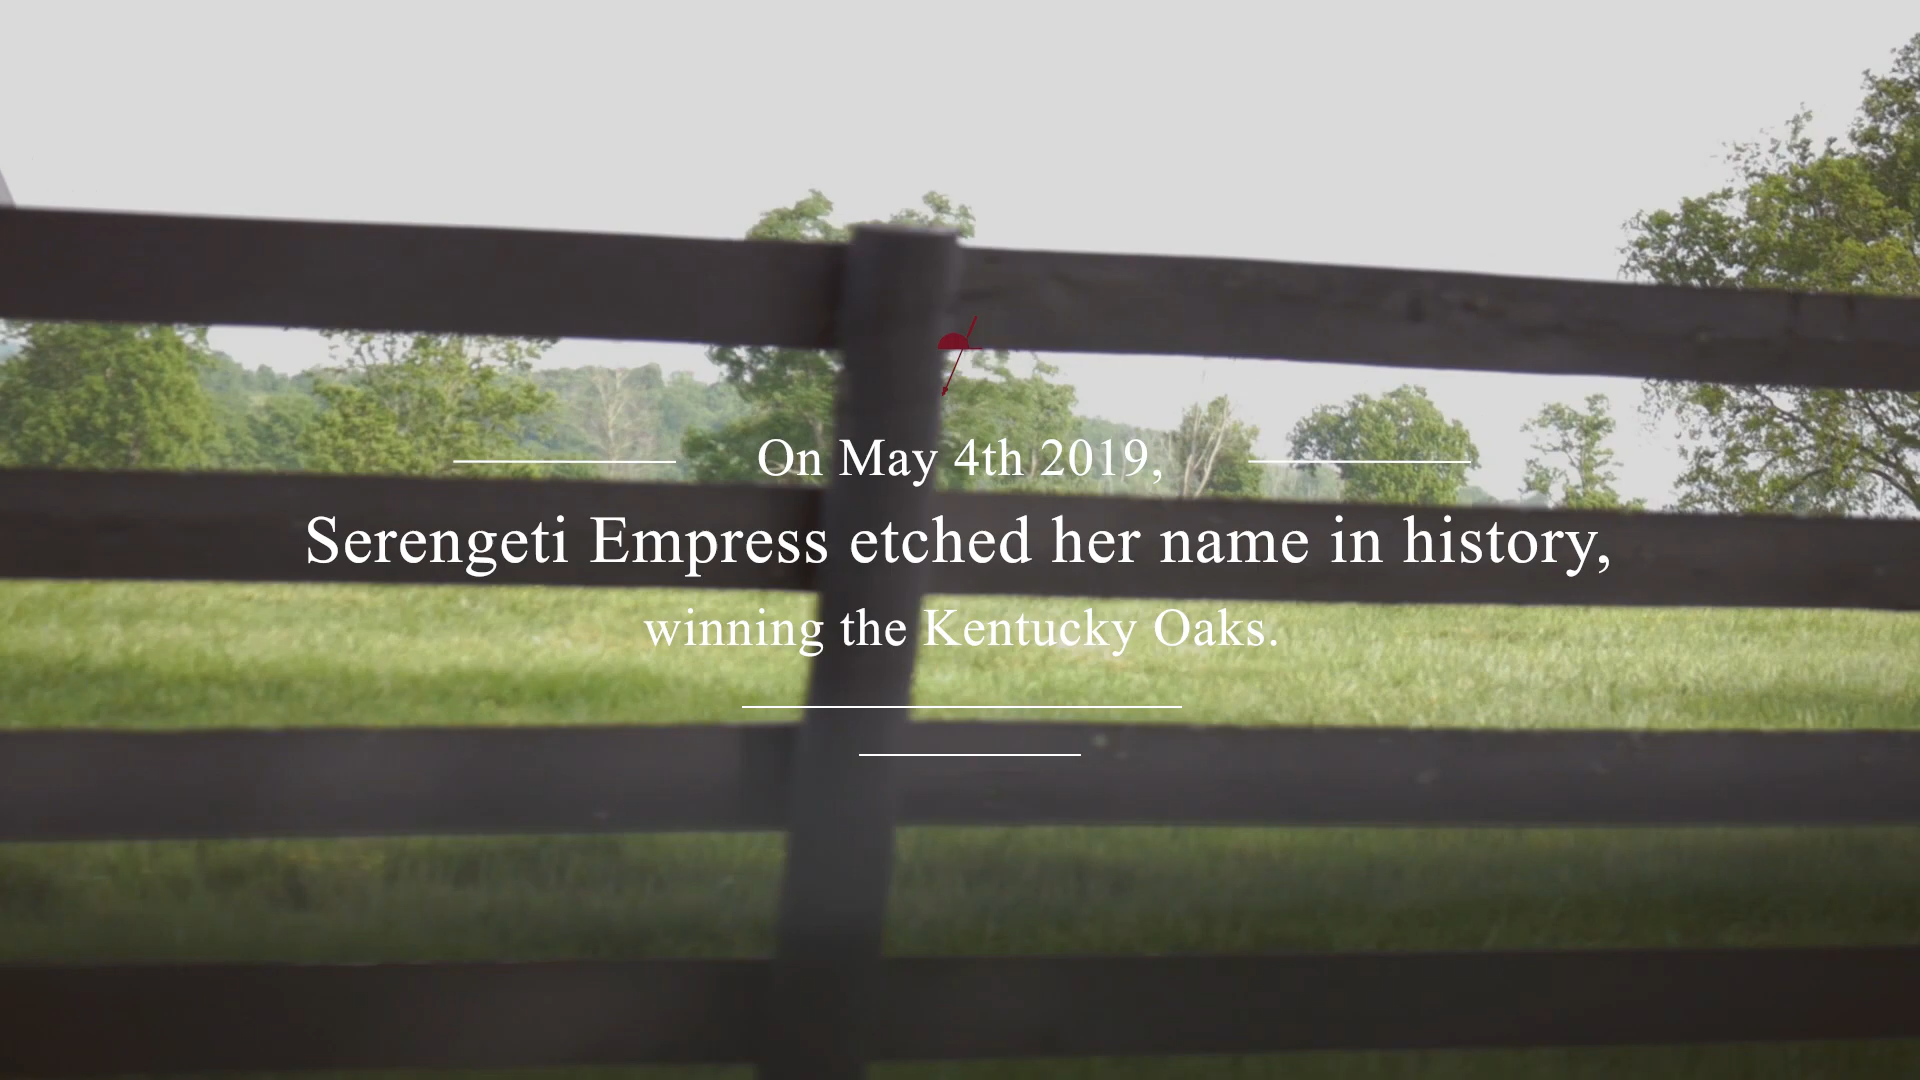 On May 4th 2019,
Serengeti Empress etched her name in history,
winning the Kentucky Oaks.